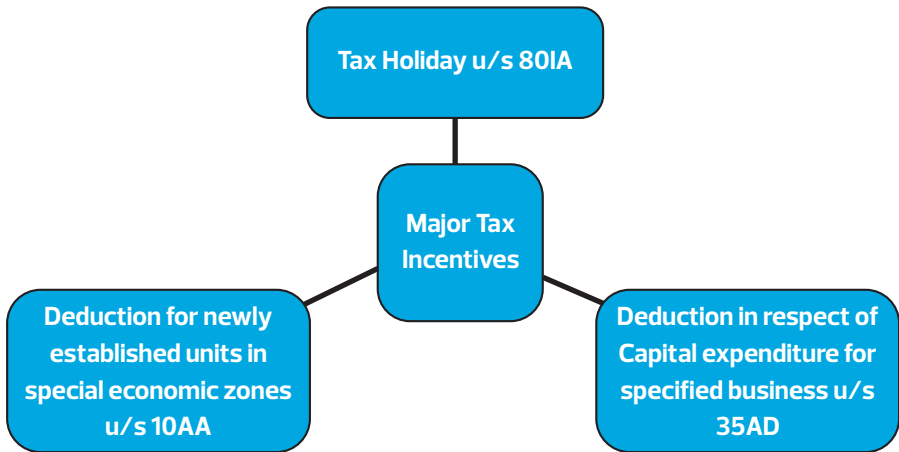 Tax Holiday u/s 80IA
Major Tax
Incentives
Deduction for newly
established units in
special economic zones
u/s 10AA
Deduction in respect of
Capital expenditure for
specified business u/s
35AD